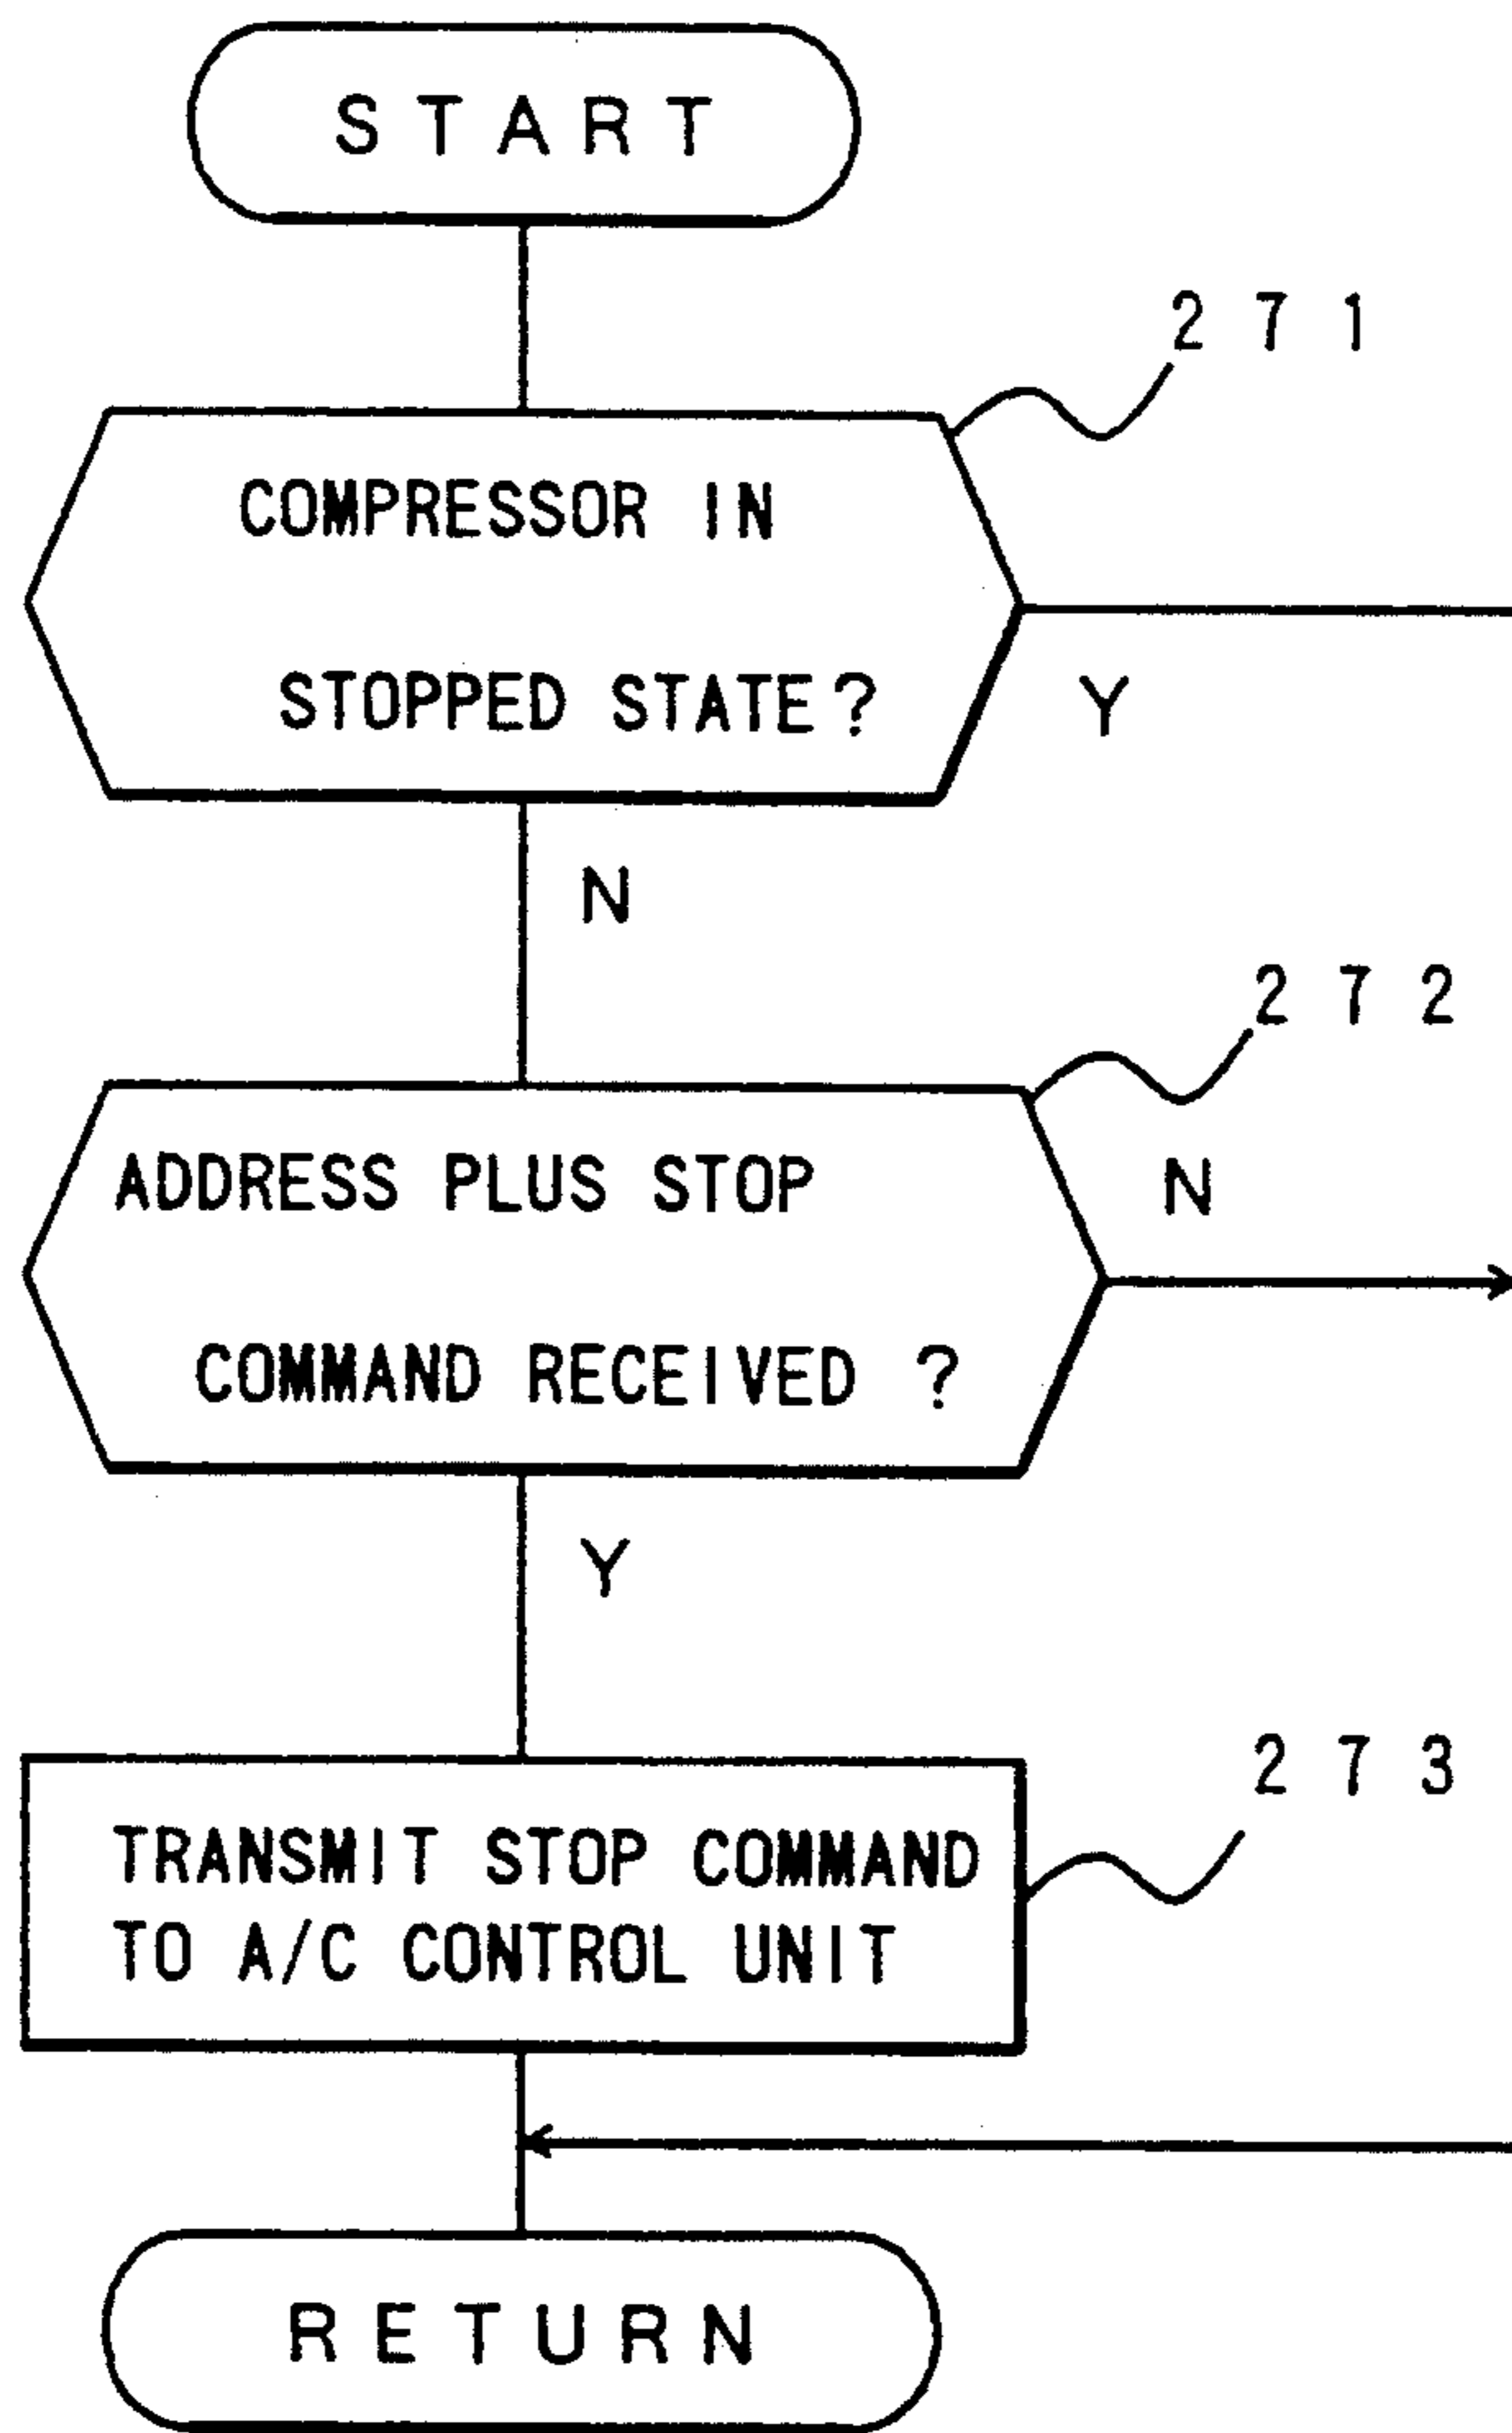 START
271
COMPRESSOR IN
STOPPED STATE?
Y
N
272
ADDRESS PLUS STOP
N
COMMAND RECEIVED ?
Y
273
TRANSMIT STOP COMMAND
TO A/C CONTROL UNIT
RETURN